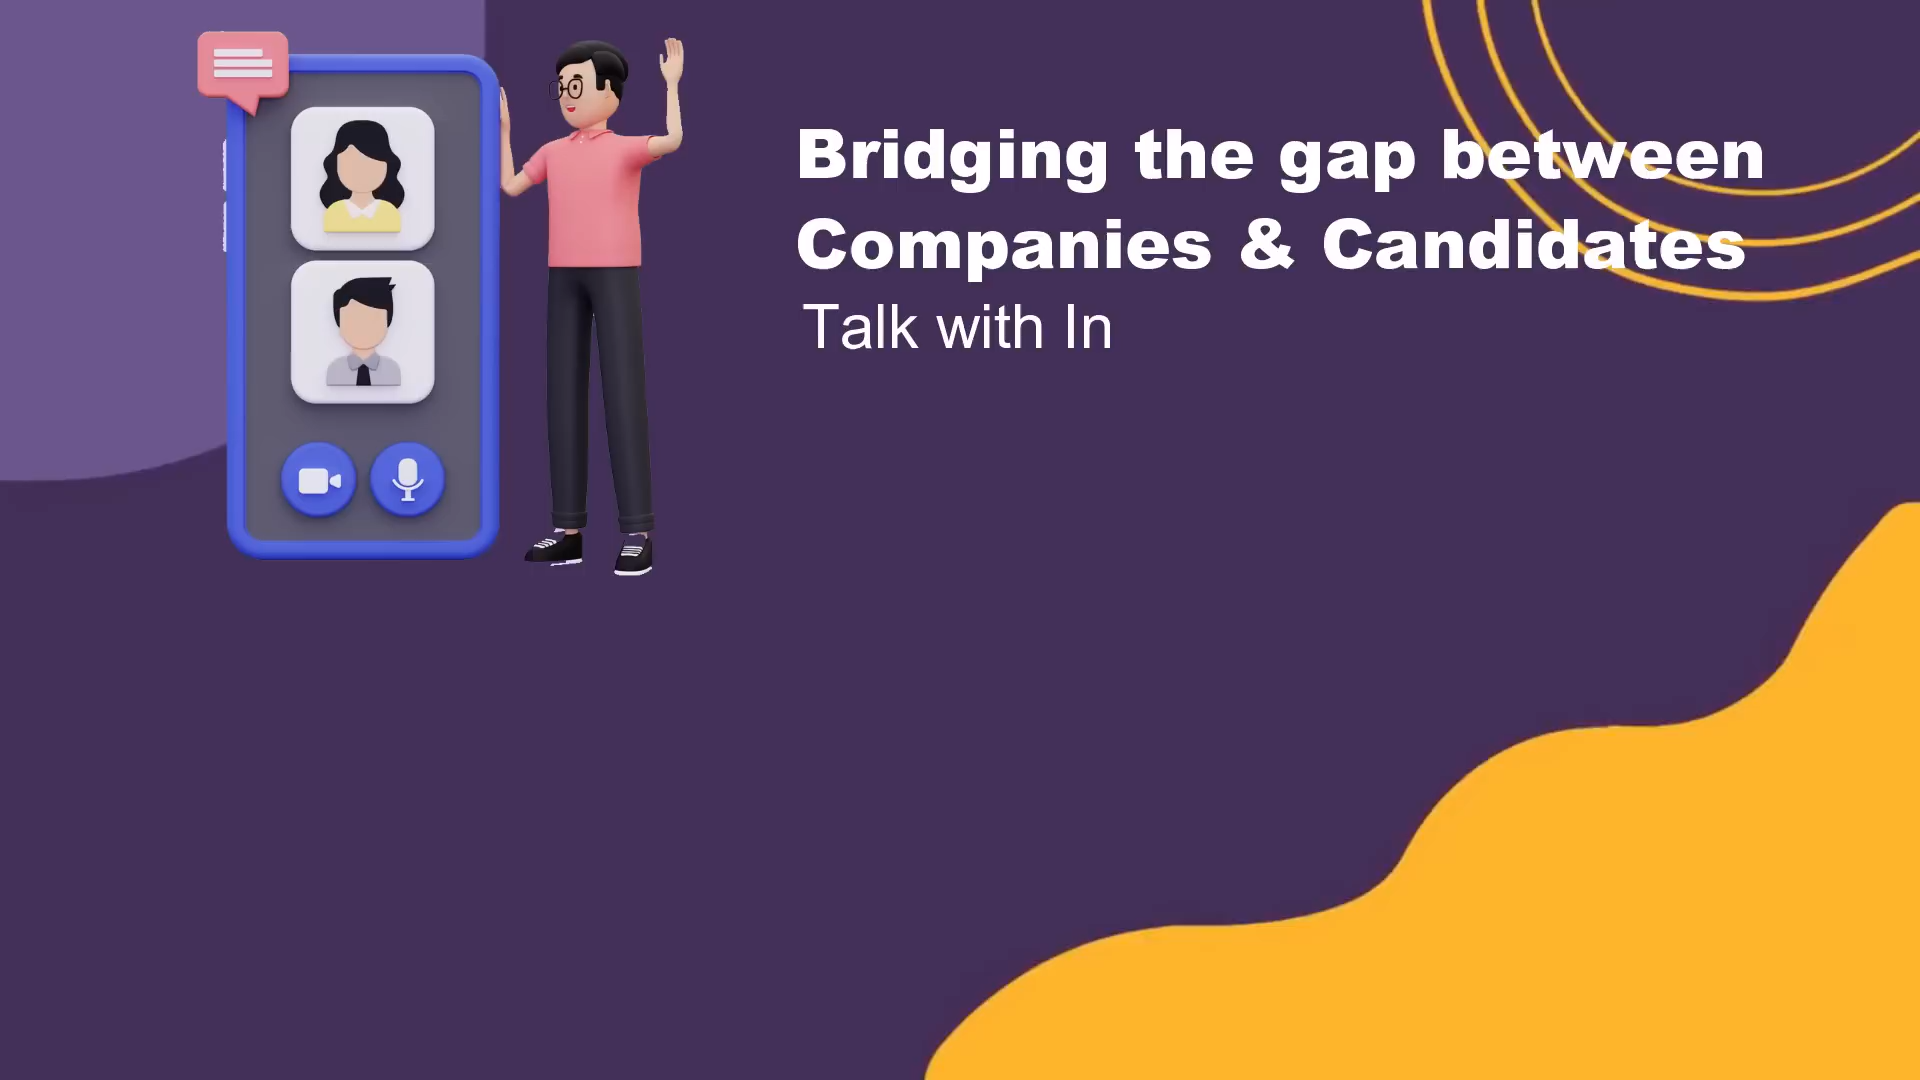 Bridging the gap between
Companies & Candidates
Talk with In